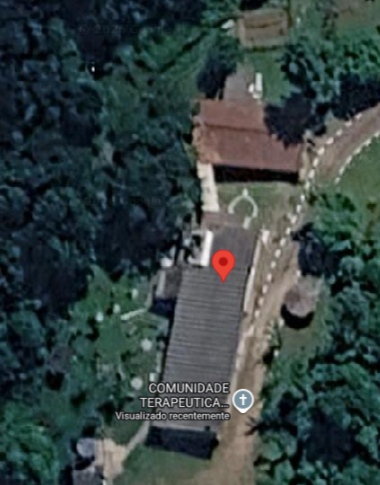 COMUNIDADE
TERAPEUTICA...
Visualizado recentemente